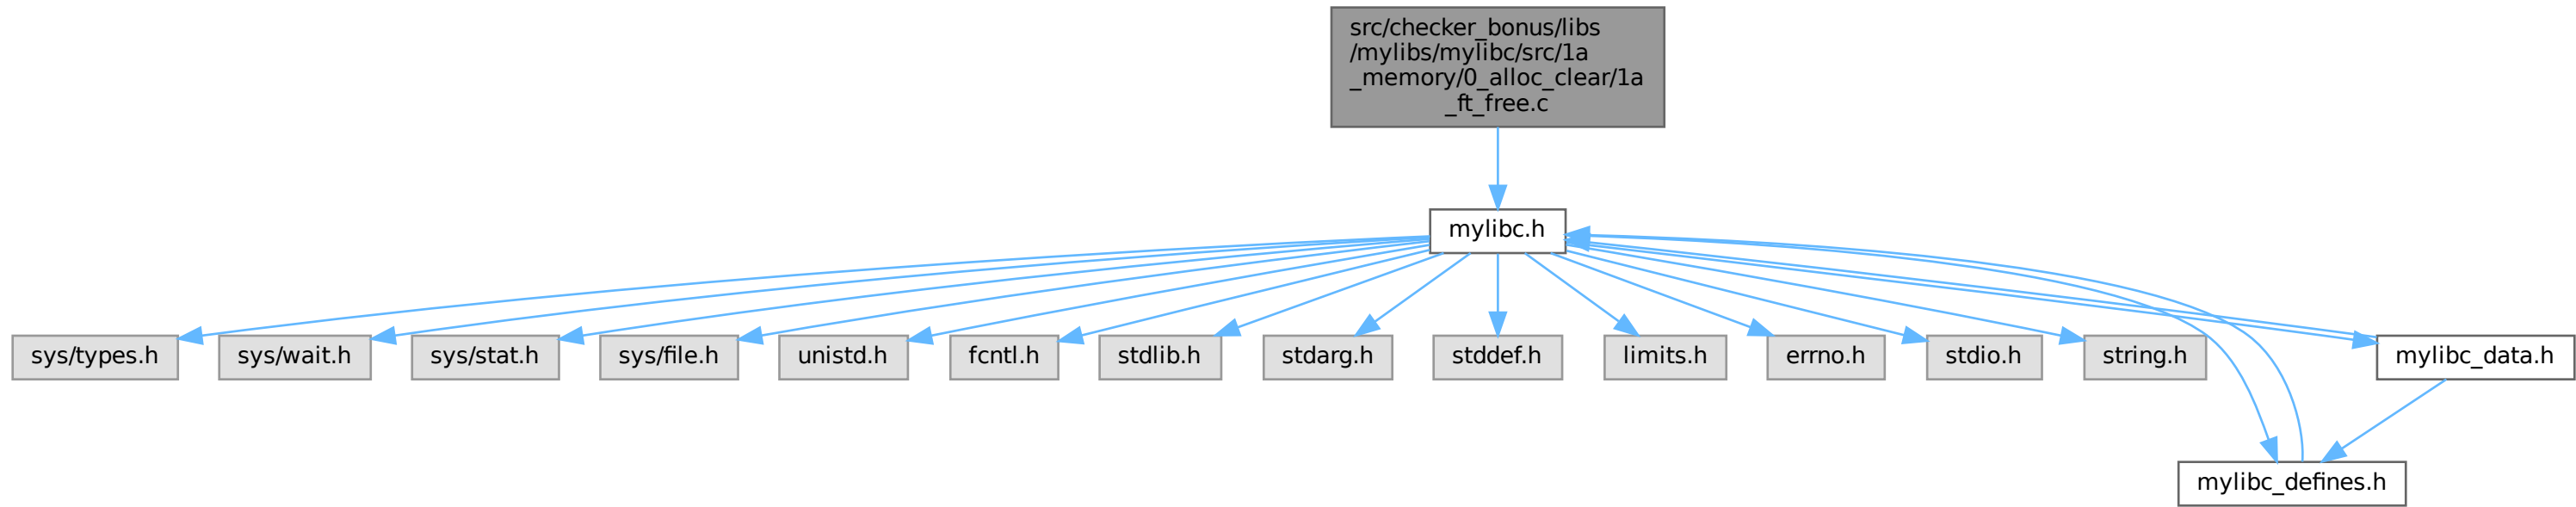 src/checker_bonus/libs
/mylibs/mylibc/src/1a
_memory/0_alloc_clear/1a
_ft_free.c
mylibc.h
sys/types.h
sys/wait.h
sys/stat.h
sys/file.h
unistd.h
fcntl.h
stdlib.h
stdarg.h
stddef.h
limits.h
errno.h
stdio.h
string.h
mylibc_data.h
mylibc_defines.h